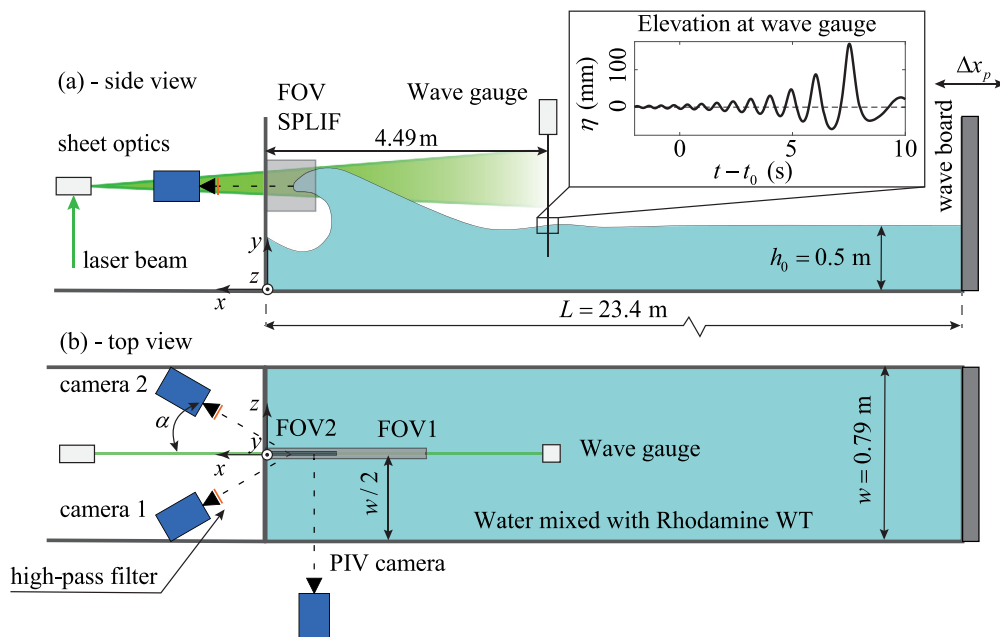 (a) - side view
sheet optics
laser beam
FOV
SPLIF
Wave gauge
4.49 m
Elevation at wave gauge
η (mm)
100
0
0
5
10
t − t₀ (s)
Δxₚ
wave board
y
z
x
h₀ = 0.5 m
L = 23.4 m
(b) - top view
camera 2
α
z
FOV2
FOV1
y
x
Wave gauge
w = 0.79 m
w / 2
camera 1
Water mixed with Rhodamine WT
high-pass filter
PIV camera